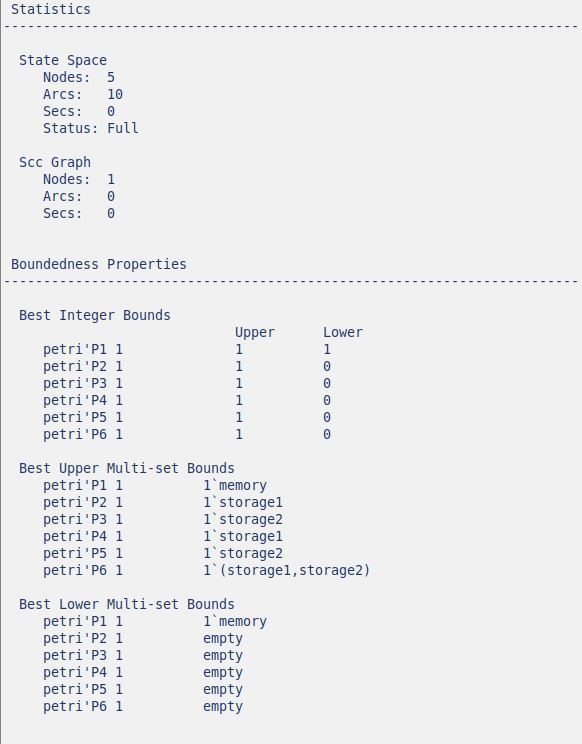 Statistics
------------------------------------------------------------------------
State Space
Nodes: 5
Arcs: 10
Secs: 0
Status: Full
Scc Graph
Nodes: 1
Arcs: 0
Secs: 0
Boundedness Properties
------------------------------------------------------------------------
Best Integer Bounds
Upper Lower
petri'P1 1 1 1
petri'P2 1 1 0
petri'P3 1 1 0
petri'P4 1 1 0
petri'P5 1 1 0
petri'P6 1 1 0
Best Upper Multi-set Bounds
petri'P1 1 1`memory
petri'P2 1 1`storage1
petri'P3 1 1`storage2
petri'P4 1 1`storage1
petri'P5 1 1`storage2
petri'P6 1 1`(storage1,storage2)
Best Lower Multi-set Bounds
petri'P1 1 1`memory
petri'P2 1 empty
petri'P3 1 empty
petri'P4 1 empty
petri'P5 1 empty
petri'P6 1 empty